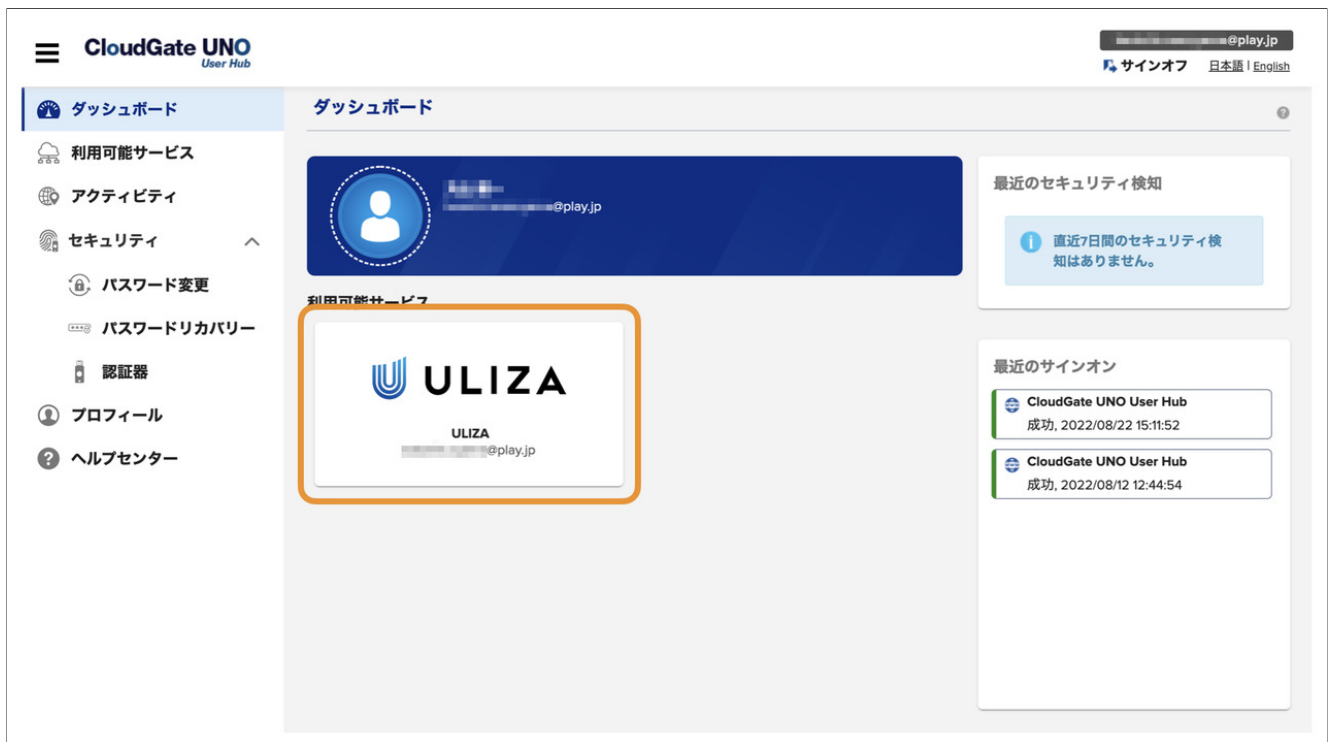 CloudGate UNO
User Hub
@play.jp
サインオフ 日本語 | English
ダッシュボード
利用可能サービス
アクティビティ
セキュリティ
パスワード変更
パスワードリカバリー
認証器
プロフィール
ヘルプセンター
ダッシュボード
?
@play.jp
利用可能サービス
ULIZA
ULIZA
@play.jp
最近のセキュリティ検知
直近7日間のセキュリティ検
知はありません。
最近のサインオン
CloudGate UNO User Hub
成功, 2022/08/22 15:11:52
CloudGate UNO User Hub
成功, 2022/08/12 12:44:54